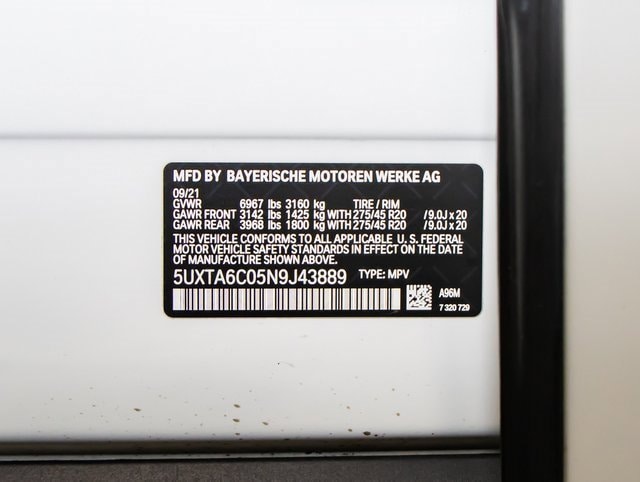 MFD BY BAYERISCHE MOTOREN WERKE AG
09/21
GVWR 6967 lbs 3160 kg TIRE / RIM
GAWR FRONT 3142 lbs 1425 kg WITH 275/45 R20 /9.0J x 20
GAWR REAR 3968 lbs 1800 kg WITH 275/45 R20 /9.0J x 20
THIS VEHICLE CONFORMS TO ALL APPLICABLE U.S. FEDERAL
MOTOR VEHICLE SAFETY STANDARDS IN EFFECT ON THE DATE
OF MANUFACTURE SHOWN ABOVE.
5UXTA6C05N9J43889 TYPE: MPV
A96M
7 320 729